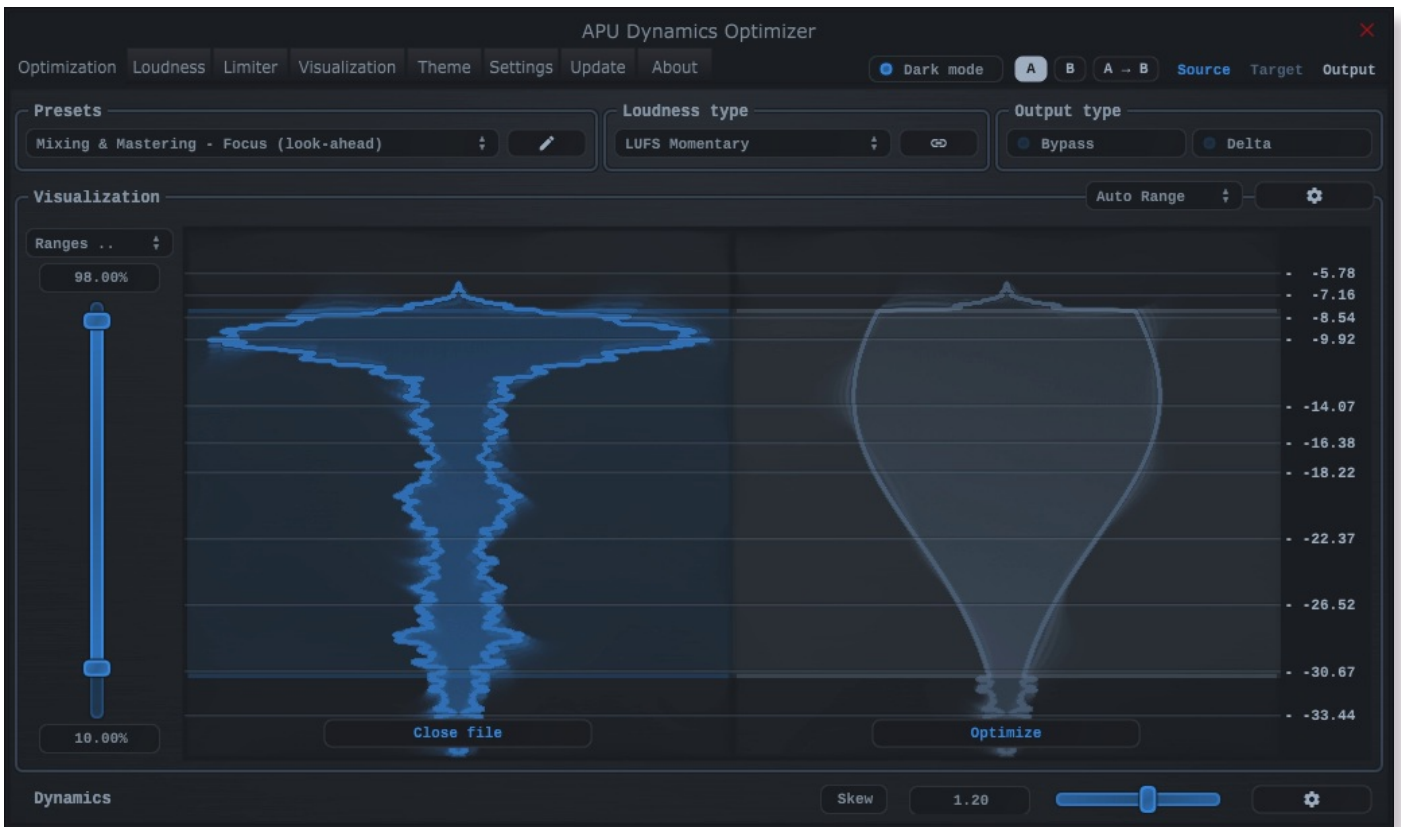 APU Dynamics Optimizer
Optimization Loudness Limiter Visualization Theme Settings Update About Dark mode A B A → B Source Target Output
Presets Loudness type Output type
Mixing & Mastering - Focus (look-ahead) LUFS Momentary Bypass Delta
Visualization Auto Range
Ranges ..
98.00%
-5.78
-7.16
-8.54
-9.92
-14.07
-16.38
-18.22
-22.37
-26.52
-30.67
-33.44
Close file Optimize
10.00%
Dynamics Skew 1.20